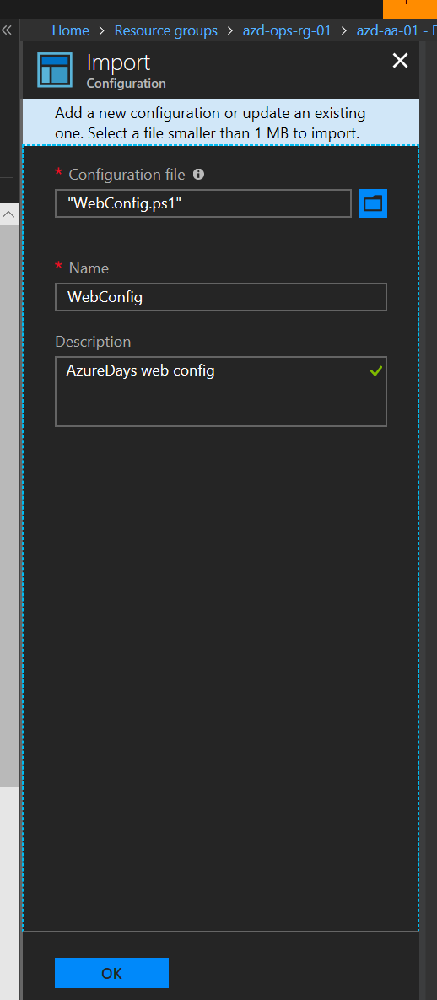 Home > Resource groups > azd-ops-rg-01 > azd-aa-01 - D
Import
Configuration
Add a new configuration or update an existing
one. Select a file smaller than 1 MB to import.
* Configuration file
"WebConfig.ps1"
* Name
WebConfig
Description
AzureDays web config
OK